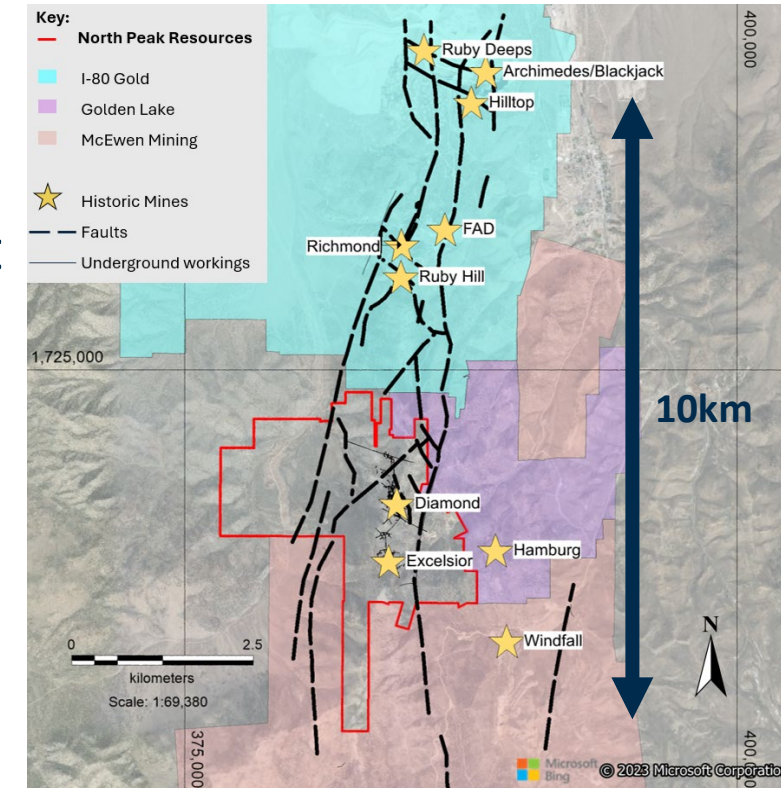 Key:
North Peak Resources
I-80 Gold
Golden Lake
McEwen Mining
Historic Mines
Faults
Underground workings
Ruby Deeps
Archimedes/Blackjack
Hilltop
FAD
Richmond
Ruby Hill
400,000
1,725,000
10km
Diamond
Hamburg
Excelsior
Windfall
N
0 2.5
kilometers
Scale: 1:69,380
375,000
400,000
Microsoft
Bing
© 2023 Microsoft Corporatio